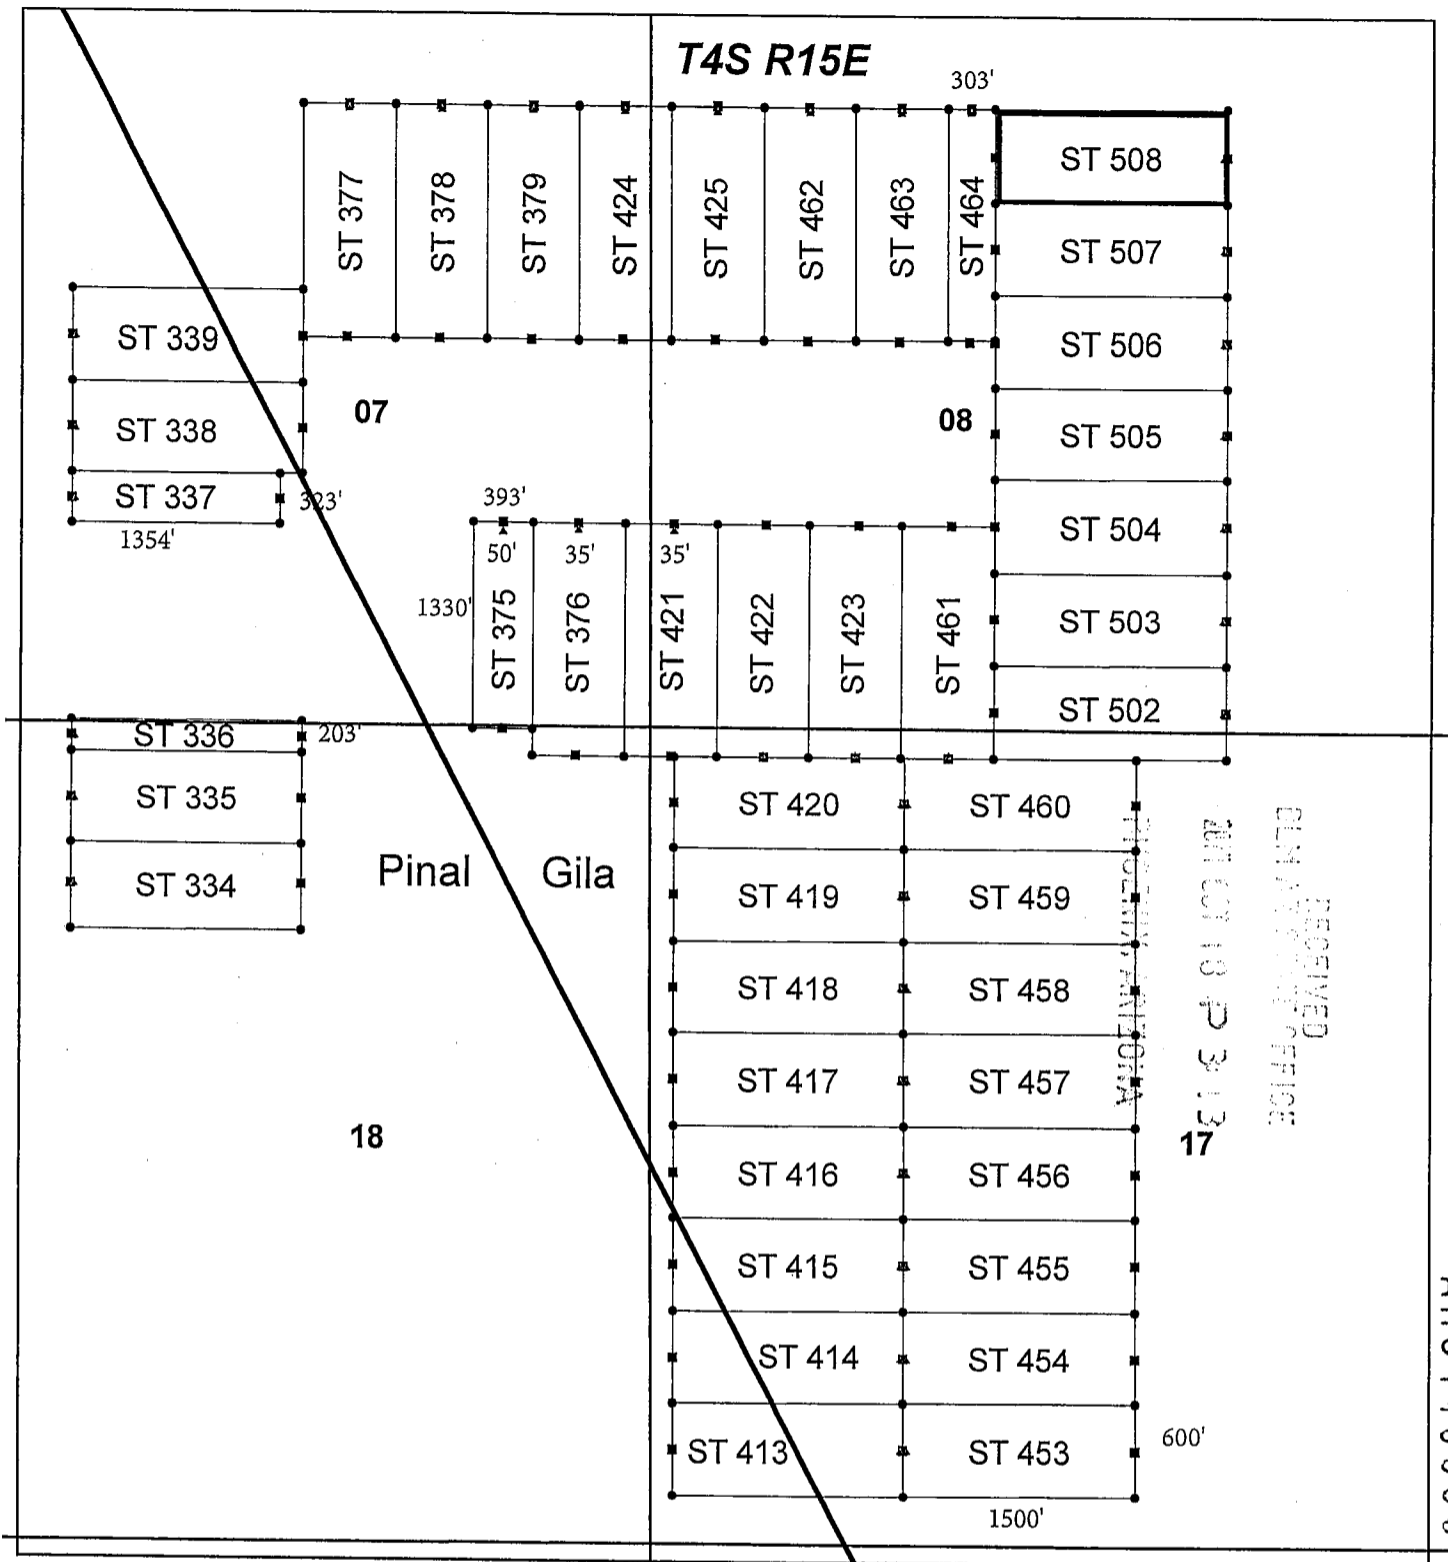 T4S R15E
303'
ST 377
ST 378
ST 379
ST 424
ST 425
ST 462
ST 463
ST 464
ST 508
ST 507
ST 506
ST 505
ST 504
ST 503
ST 502
ST 339
ST 338
ST 337
323'
1354'
07
08
393'
50'
35'
35'
1330'
ST 375
ST 376
ST 421
ST 422
ST 423
ST 461
ST 336
203'
ST 335
ST 334
Pinal
Gila
ST 420
ST 460
ST 419
ST 459
ST 418
ST 458
ST 417
ST 457
ST 416
ST 456
ST 415
ST 455
ST 414
ST 454
ST 413
ST 453
600'
1500'
18
17
RECEIVED
OFFICE
OCT 18 P 3 13
ARIZONA